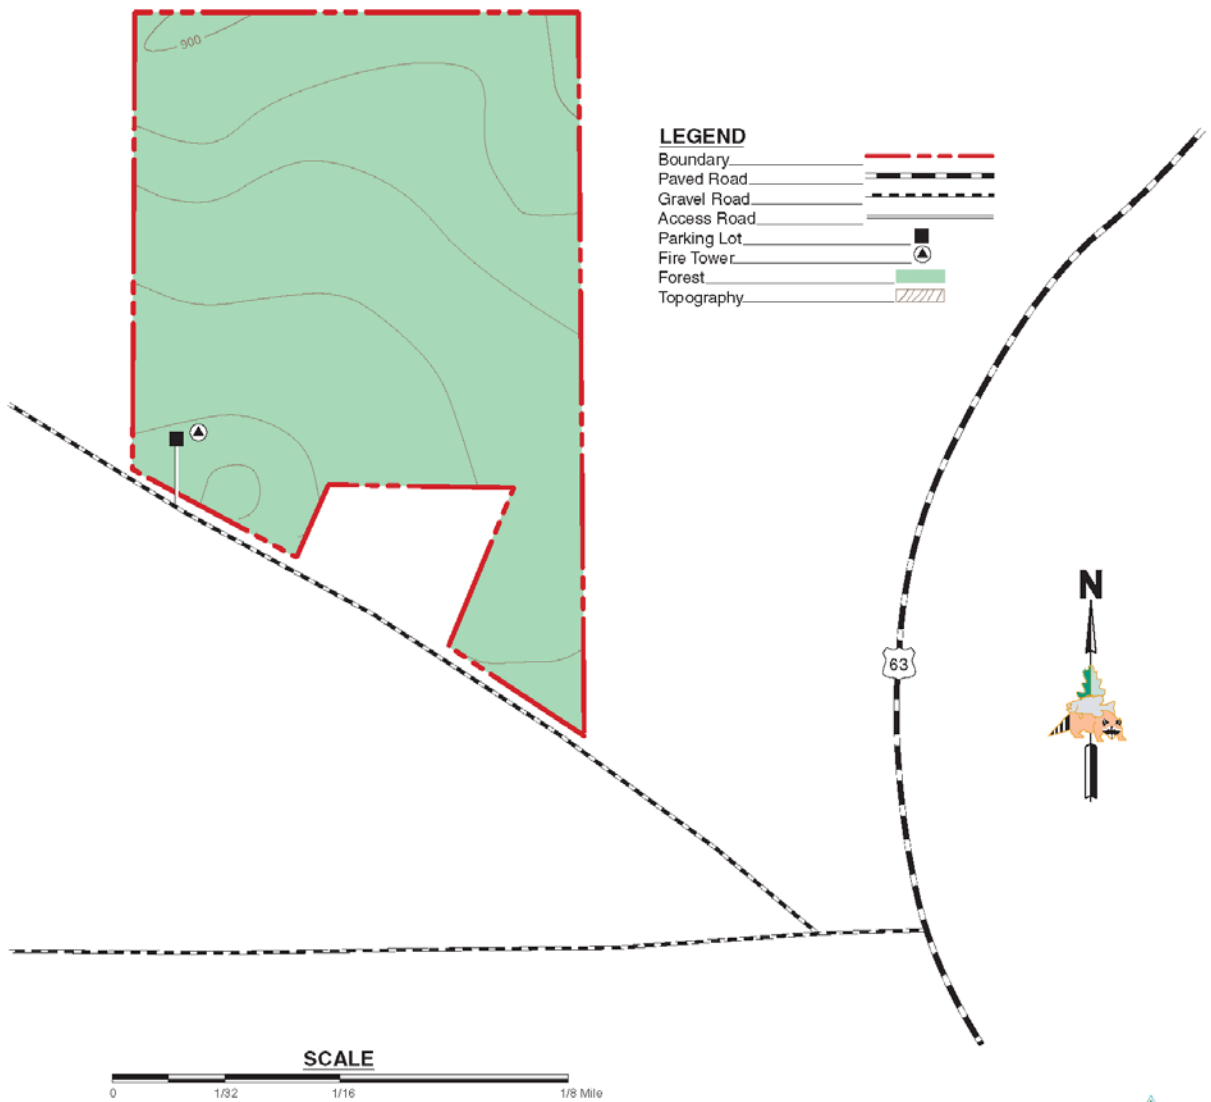 900
LEGEND
Boundary
Paved Road
Gravel Road
Access Road
Parking Lot
Fire Tower
Forest
Topography
N
63
SCALE
0 1/32 1/16 1/8 Mile